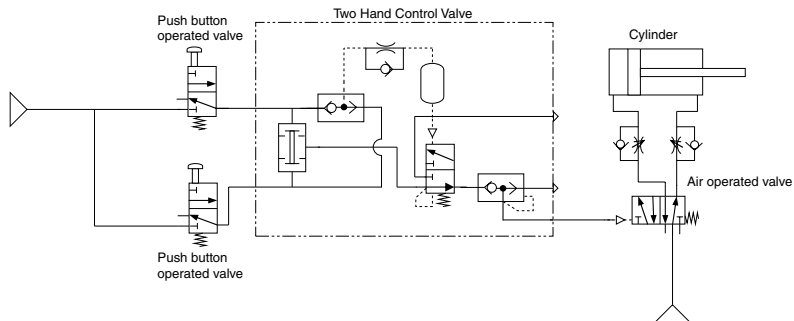 Two Hand Control Valve
Push button
operated valve
Cylinder
Air operated valve
Push button
operated valve